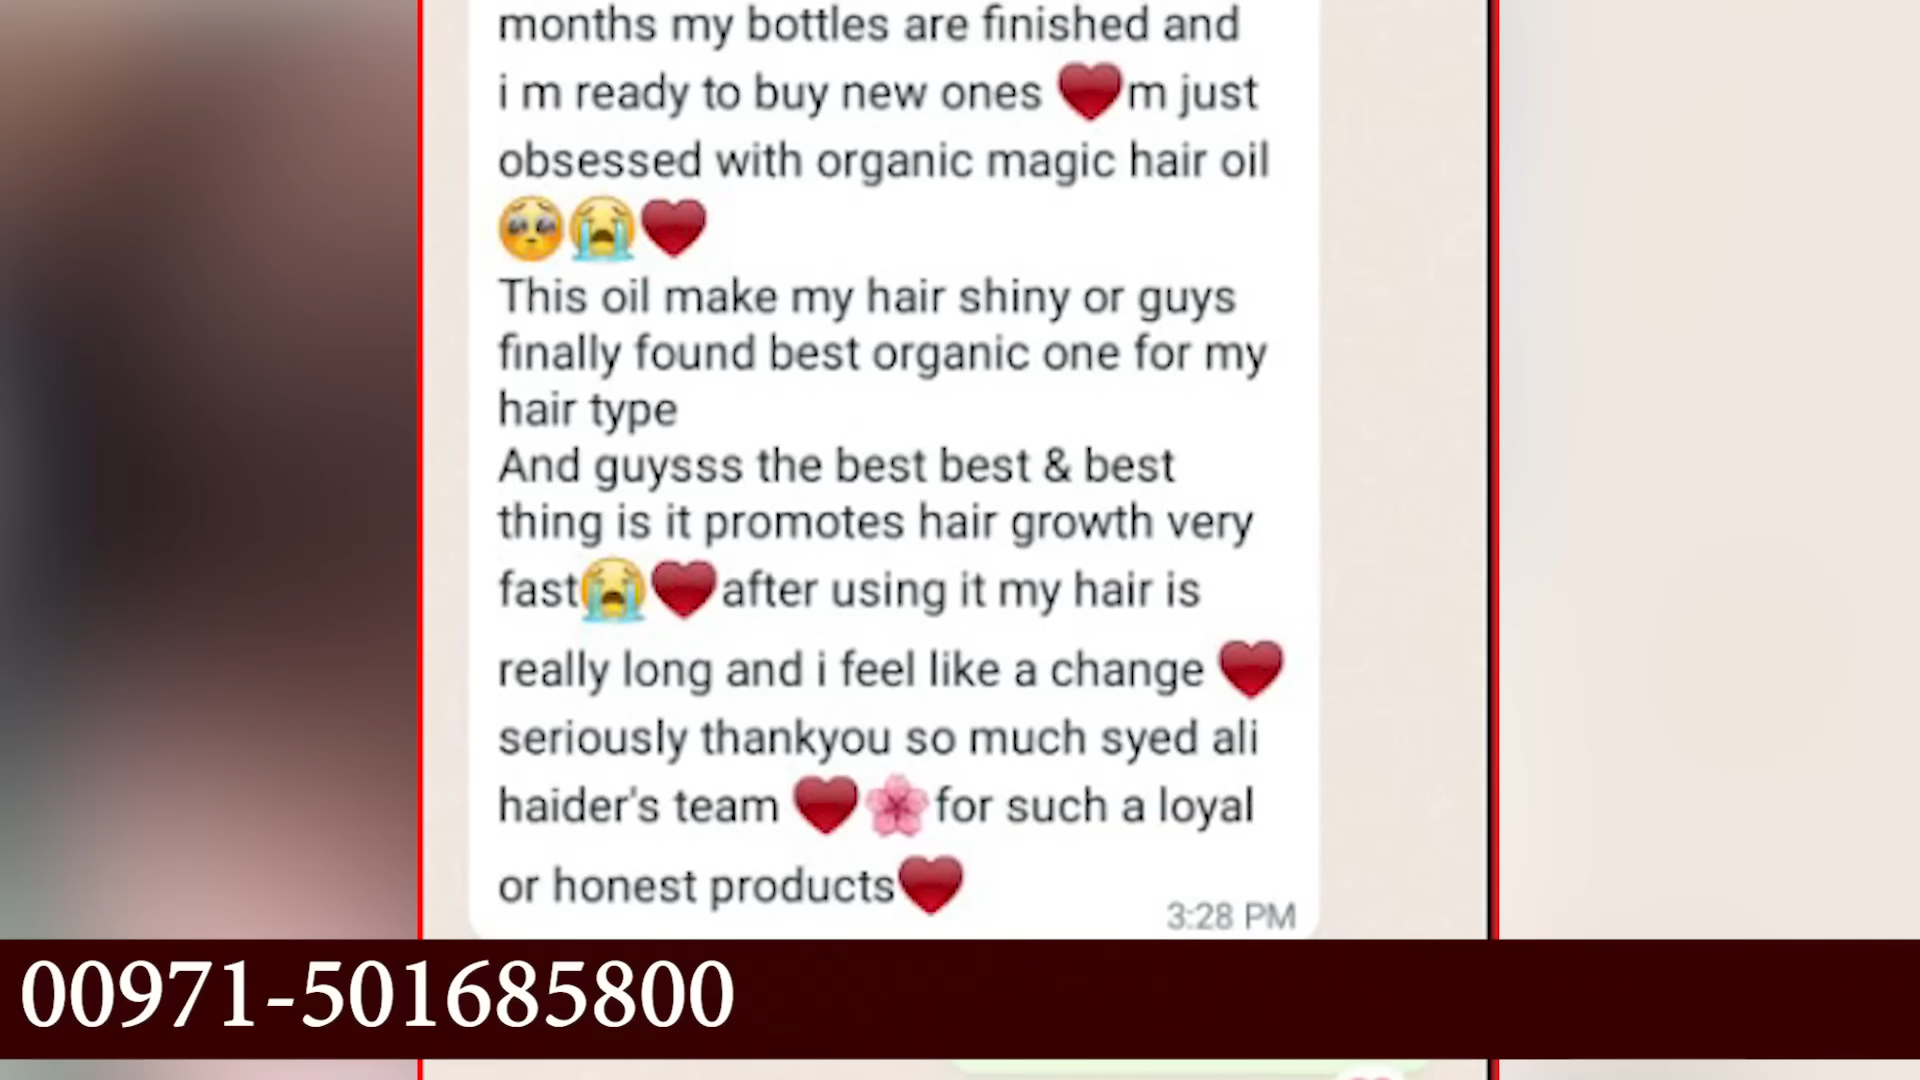 months my bottles are finished and
i m ready to buy new ones ❤️m just
obsessed with organic magic hair oil
🥺😭❤️
This oil make my hair shiny or guys
finally found best organic one for my
hair type
And guysss the best best & best
thing is it promotes hair growth very
fast😭❤️after using it my hair is
really long and i feel like a change ❤️
seriously thankyou so much syed ali
haider's team ❤️🌸for such a loyal
or honest products❤️
3:28 PM
00971-501685800